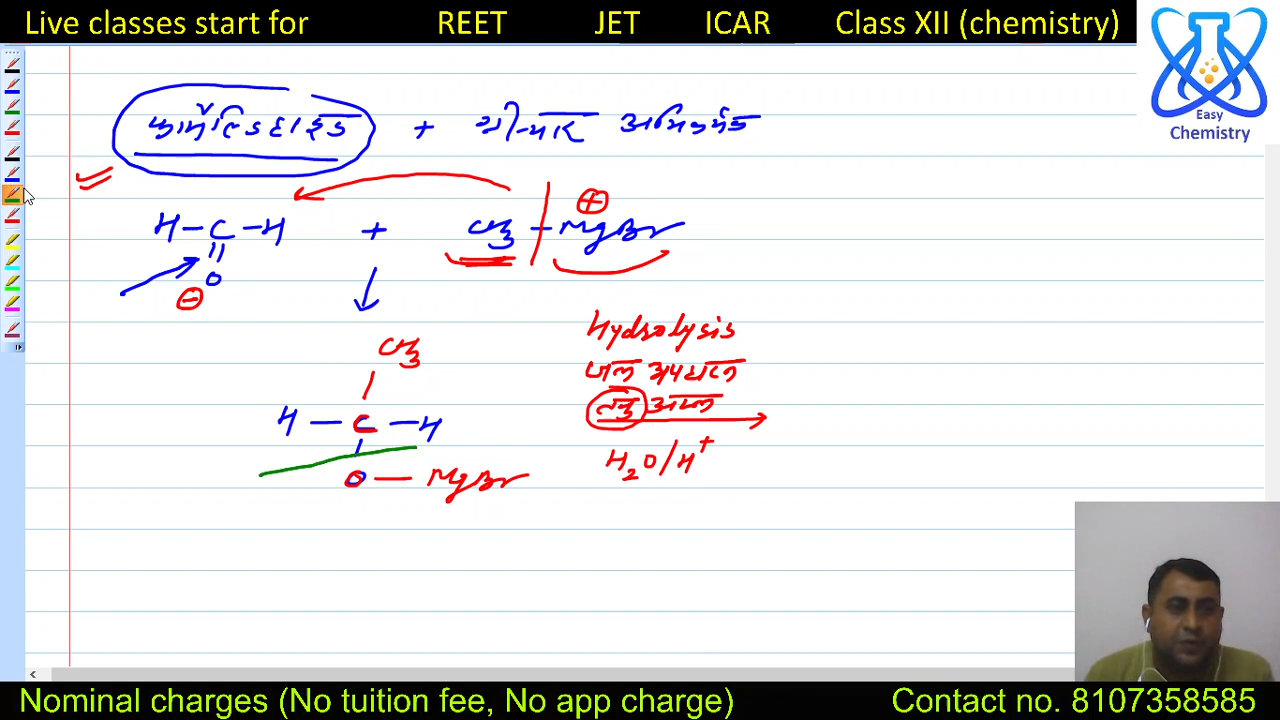 Live classes start for REET JET ICAR Class XII (chemistry)
Easy
Chemistry
फार्मेल्डिहाइड + ग्रीन्यार अभिकर्मक
H-C-H + CH3-MgBr
⊕
||
O
⊖
↓
Hydrolysis
CH3
जल अपघटन
|
तनु अम्ल
H-C-H
|
H2O/H+
O-MgBr
Nominal charges (No tuition fee, No app charge) Contact no. 8107358585